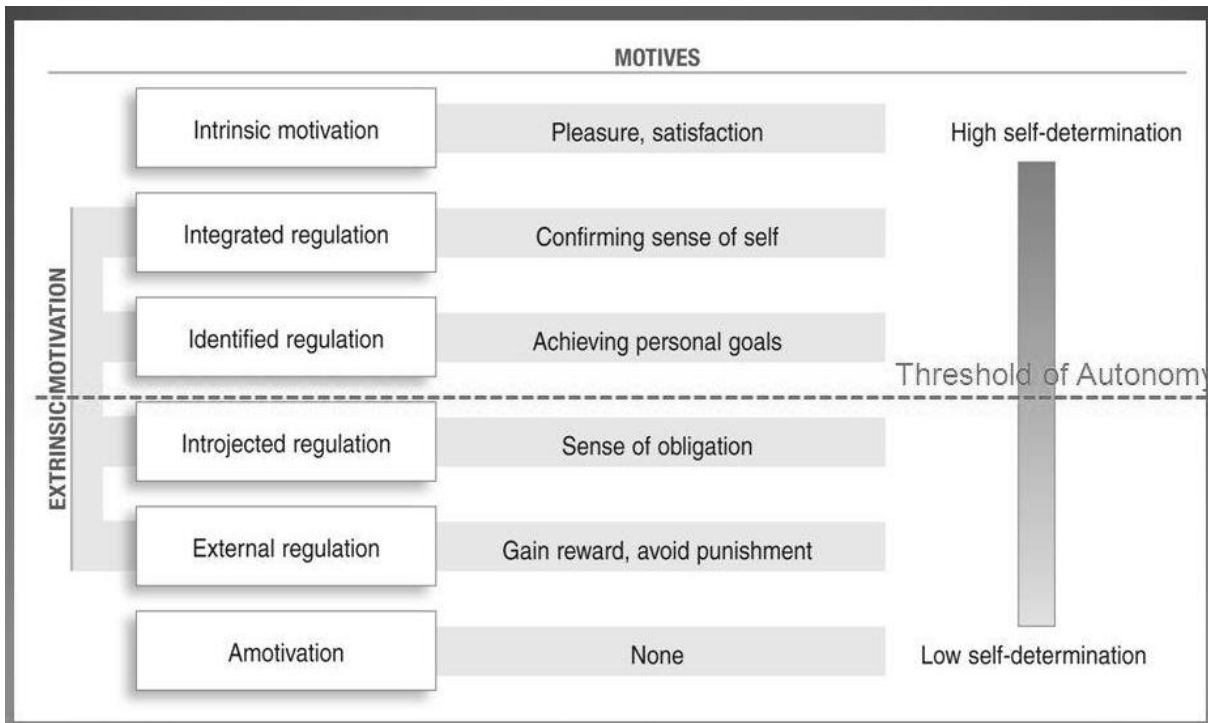 MOTIVES
Intrinsic motivation
Pleasure, satisfaction
High self-determination
Integrated regulation
Confirming sense of self
EXTRINSIC MOTIVATION
Identified regulation
Achieving personal goals
Threshold of Autonomy
Introjected regulation
Sense of obligation
External regulation
Gain reward, avoid punishment
Amotivation
None
Low self-determination